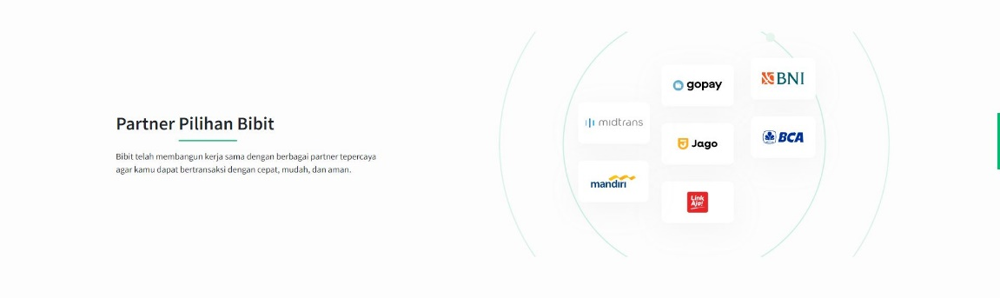 Partner Pilihan Bibit
Bibit telah membangun kerja sama dengan berbagai partner tepercaya
agar kamu dapat bertransaksi dengan cepat, mudah, dan aman.
midtrans
mandiri
gopay
Jago
Link
Aja!
BNI
BCA